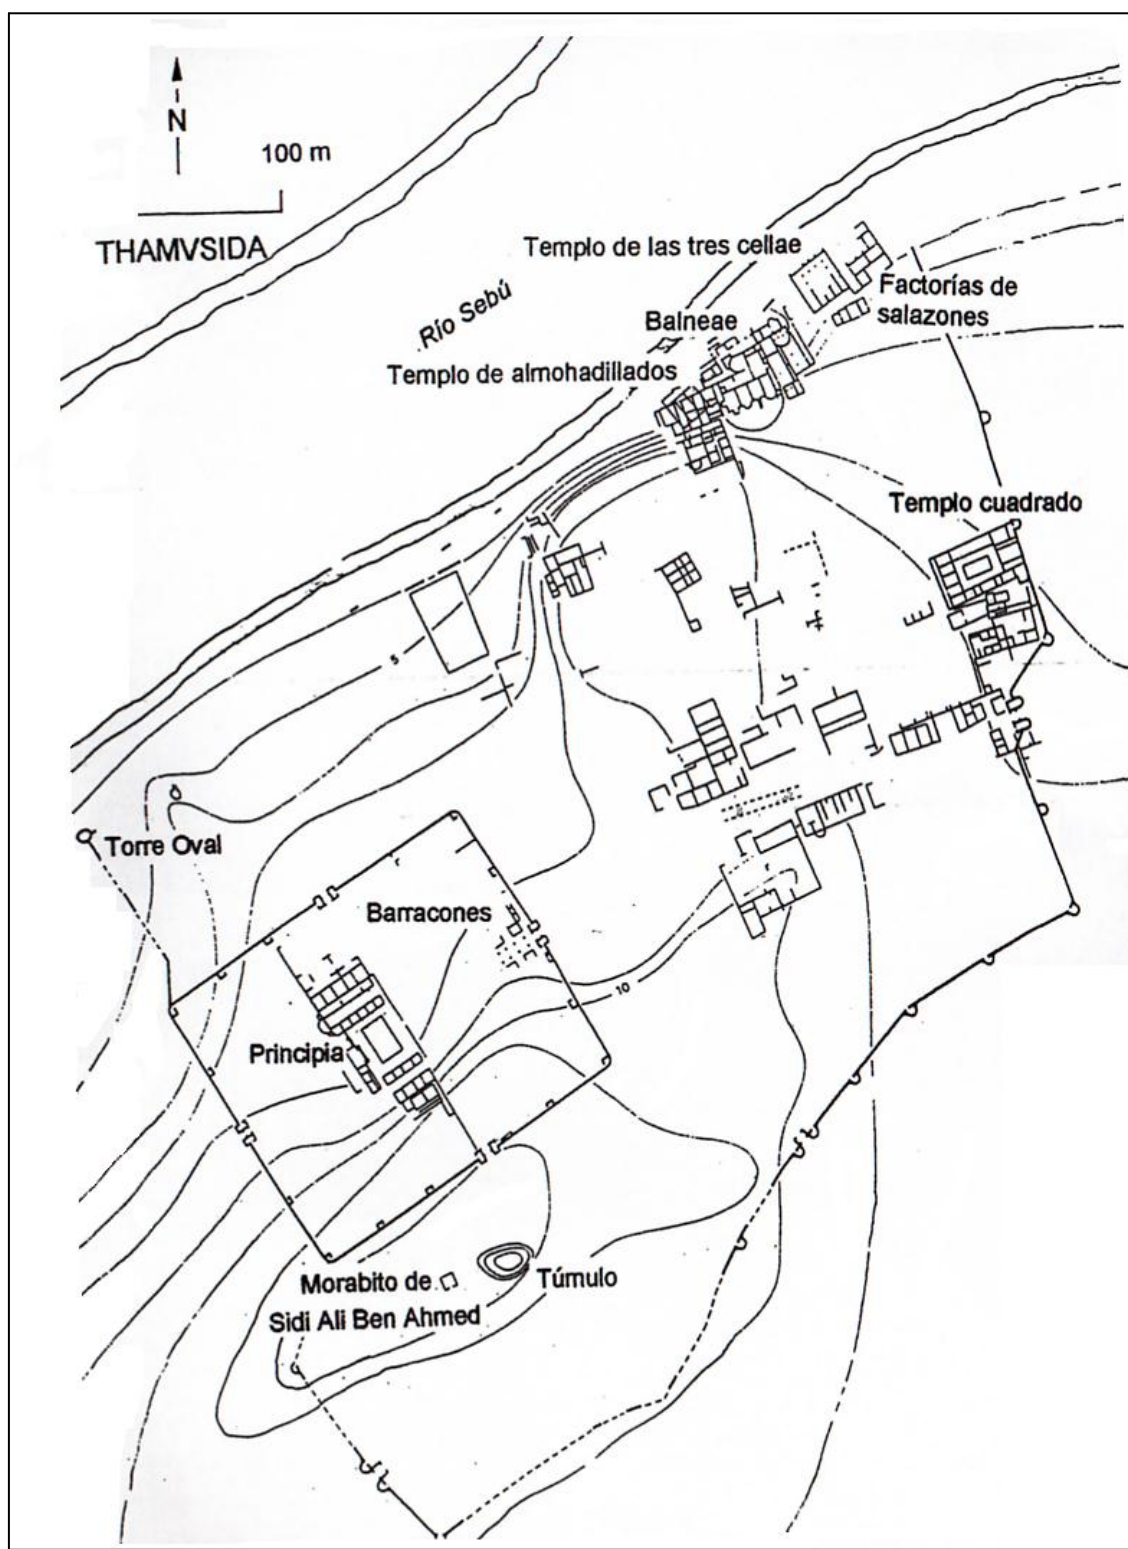 N
100 m
THAMVSIDA
Templo de las tres cellae
Río Sebú
Factorías de
salazones
Balneae
Templo de almohadillados
Templo cuadrado
5
Torre Oval
Barracones
10
Principia
Morabito de
Sidi Ali Ben Ahmed
Túmulo